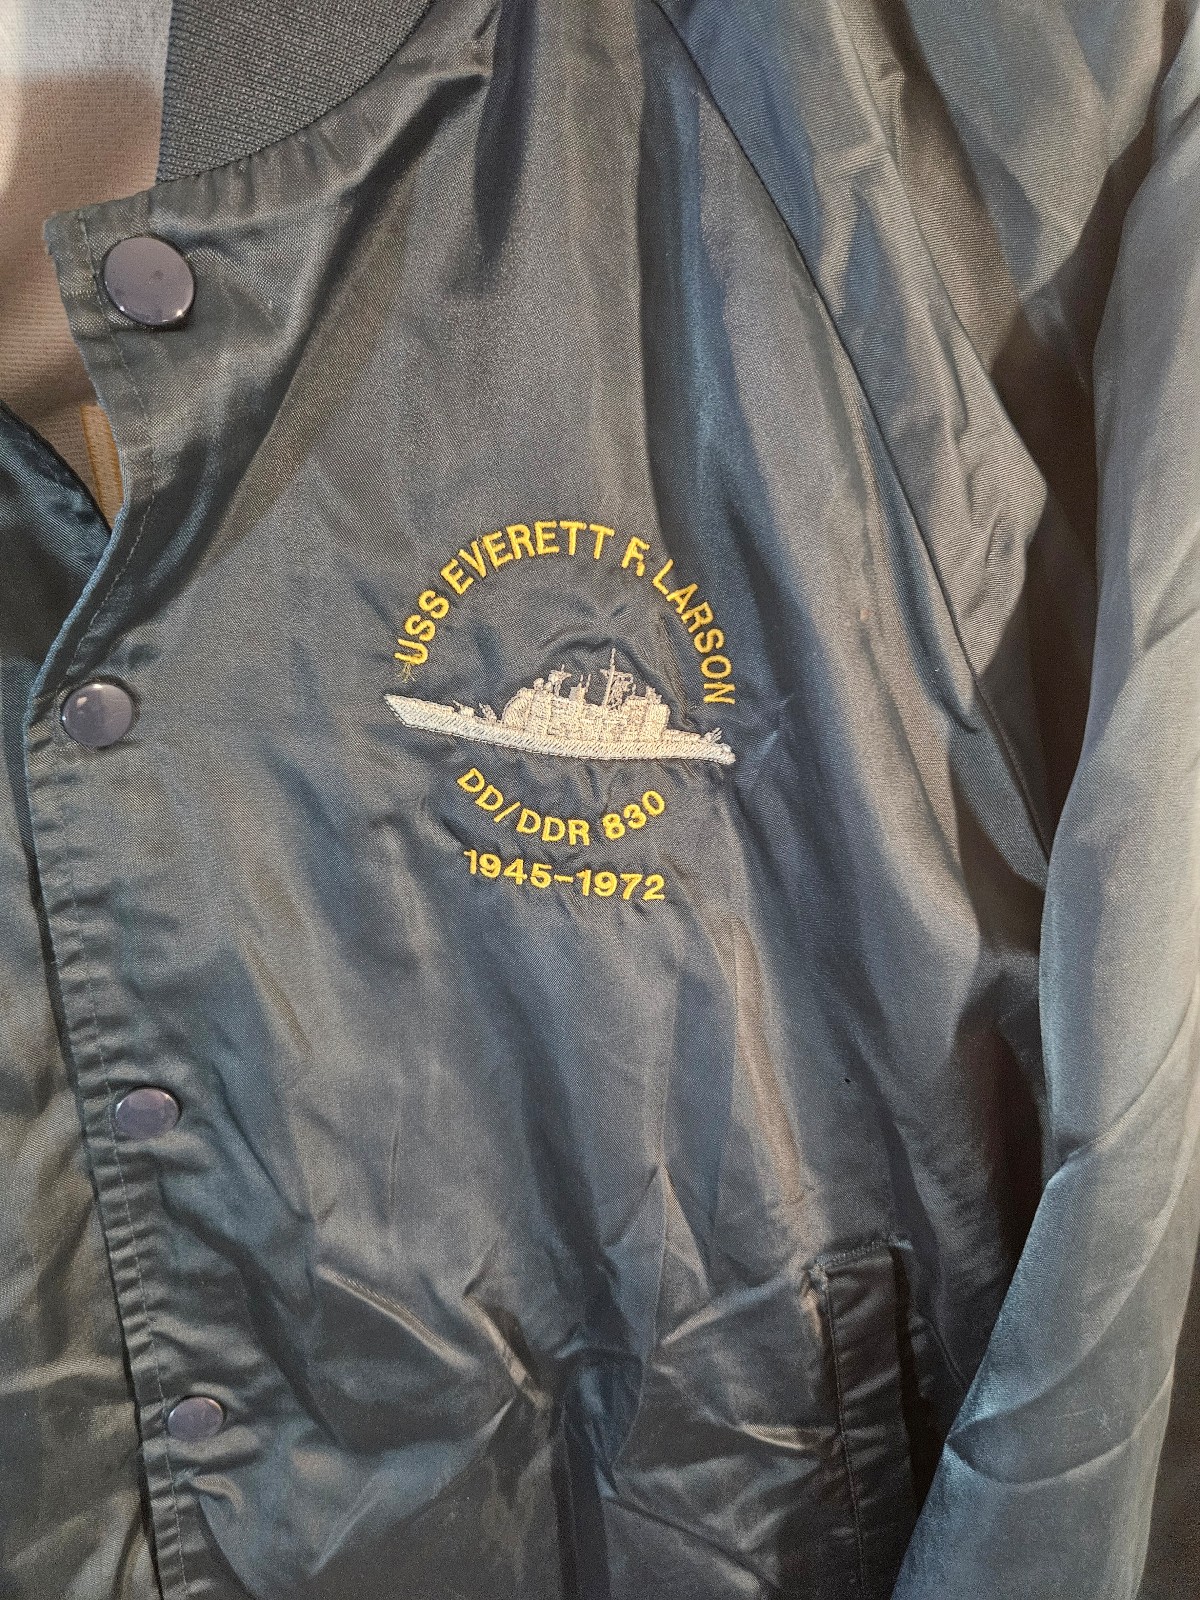 USS EVERETT F. LARSON
DD/DDR 830
1945-1972